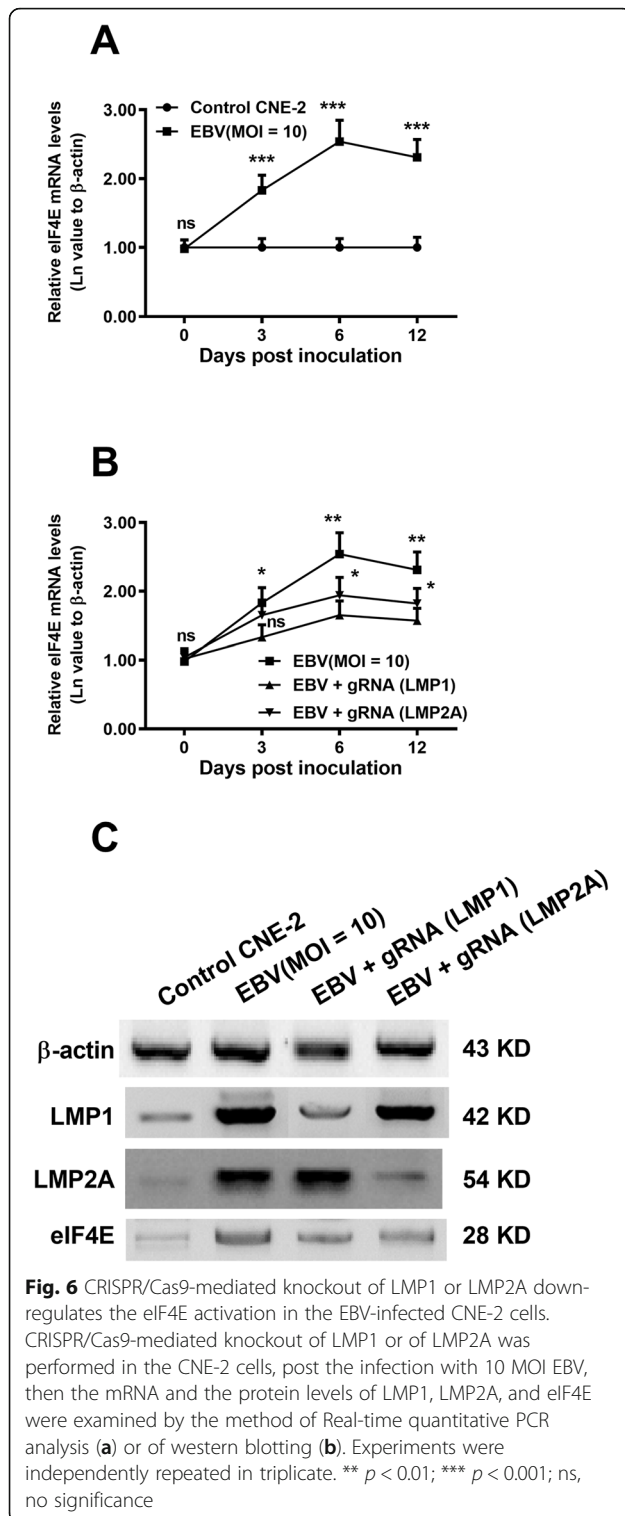 A
Control CNE-2
EBV(MOI = 10)
Relative eIF4E mRNA levels
(Ln value to β-actin)
3.00
2.00
1.00
0.00
ns
***
***
***
0 3 6 12
Days post inoculation
B
Relative eIF4E mRNA levels
(Ln value to β-actin)
3.00
2.00
1.00
0.00
ns
*
ns
**
*
**
*
EBV(MOI = 10)
EBV + gRNA (LMP1)
EBV + gRNA (LMP2A)
0 3 6 12
Days post inoculation
C
Control CNE-2
EBV(MOI = 10)
EBV + gRNA (LMP1)
EBV + gRNA (LMP2A)
β-actin 43 KD
LMP1 42 KD
LMP2A 54 KD
eIF4E 28 KD
Fig. 6 CRISPR/Cas9-mediated knockout of LMP1 or LMP2A down-
regulates the eIF4E activation in the EBV-infected CNE-2 cells.
CRISPR/Cas9-mediated knockout of LMP1 or of LMP2A was
performed in the CNE-2 cells, post the infection with 10 MOI EBV,
then the mRNA and the protein levels of LMP1, LMP2A, and eIF4E
were examined by the method of Real-time quantitative PCR
analysis (a) or of western blotting (b). Experiments were
independently repeated in triplicate. ** p < 0.01; *** p < 0.001; ns,
no significance